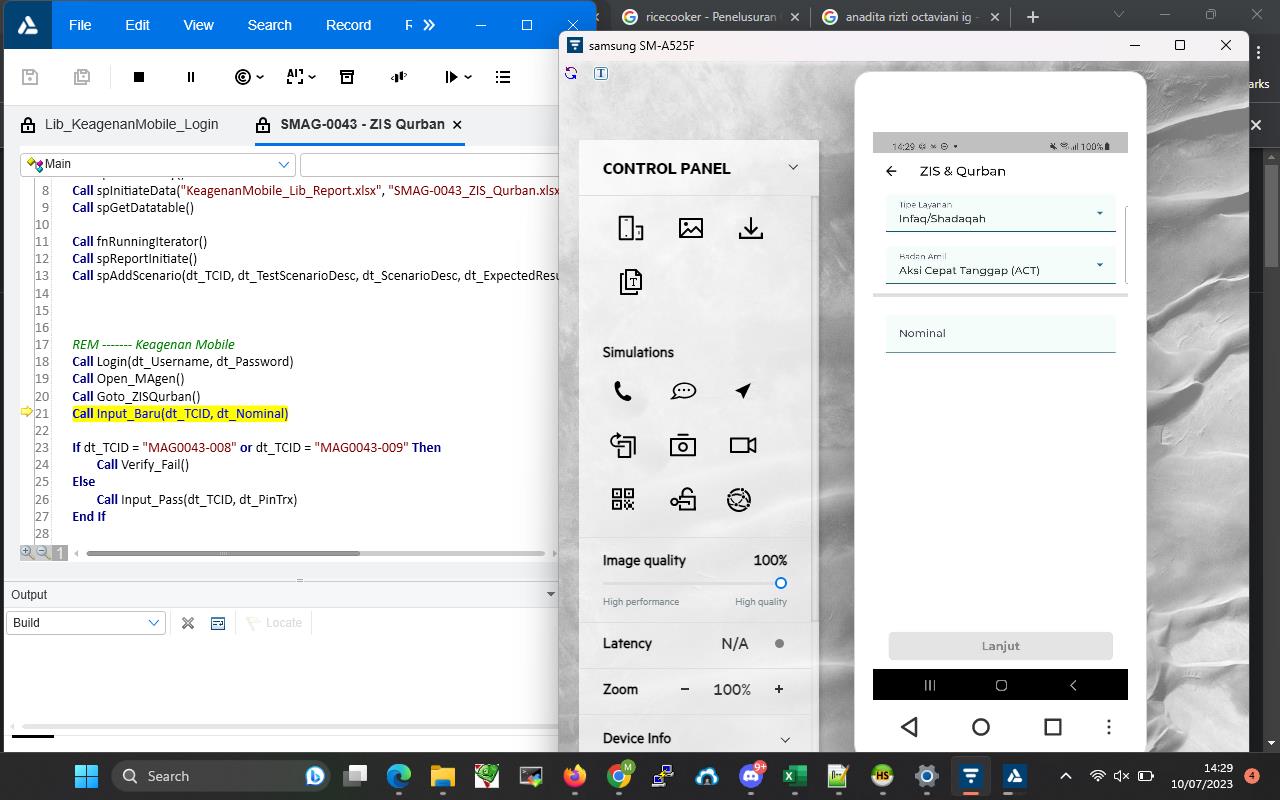 File Edit View Search Record
ricecooker - Penelusuran
anadita rizti octaviani ig -
samsung SM-A525F
arks
Lib_KeagenanMobile_Login
SMAG-0043 - ZIS Qurban
Main
8 Call spInitiateData("KeagenanMobile_Lib_Report.xlsx", "SMAG-0043_ZIS_Qurban.xlsx
9 Call spGetDatatable()
10
11 Call fnRunningIterator()
12 Call spReportInitiate()
13 Call spAddScenario(dt_TCID, dt_TestScenarioDesc, dt_ScenarioDesc, dt_ExpectedResu
14
15
16
17 REM ------- Keagenan Mobile
18 Call Login(dt_Username, dt_Password)
19 Call Open_MAgen()
20 Call Goto_ZISQurban()
21 Call Input_Baru(dt_TCID, dt_Nominal)
22
23 If dt_TCID = "MAG0043-008" or dt_TCID = "MAG0043-009" Then
24 Call Verify_Fail()
25 Else
26 Call Input_Pass(dt_TCID, dt_PinTrx)
27 End If
28
1
Output
Build
Locate
CONTROL PANEL
Simulations
Image quality 100%
High performance High quality
Latency N/A
Zoom - 100% +
Device Info
14:29 100%
ZIS & Qurban
Tipe Layanan
Infaq/Shadaqah
Badan Amil
Aksi Cepat Tanggap (ACT)
Nominal
Lanjut
Search
M
9+
HS
14:29
10/07/2023
4